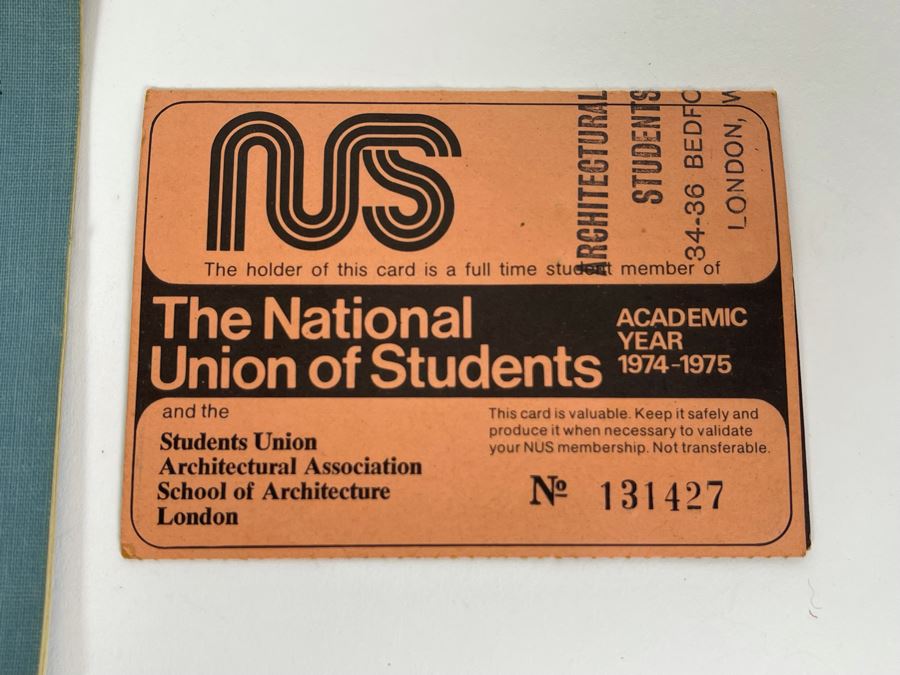 NUS
ARCHITECTURAL
STUDENTS
34-36 BEDFO
LONDON, W
The holder of this card is a full time student member of
The National
Union of Students
ACADEMIC
YEAR
1974-1975
and the
Students Union
Architectural Association
School of Architecture
London
This card is valuable. Keep it safely and
produce it when necessary to validate
your NUS membership. Not transferable.
№ 131427